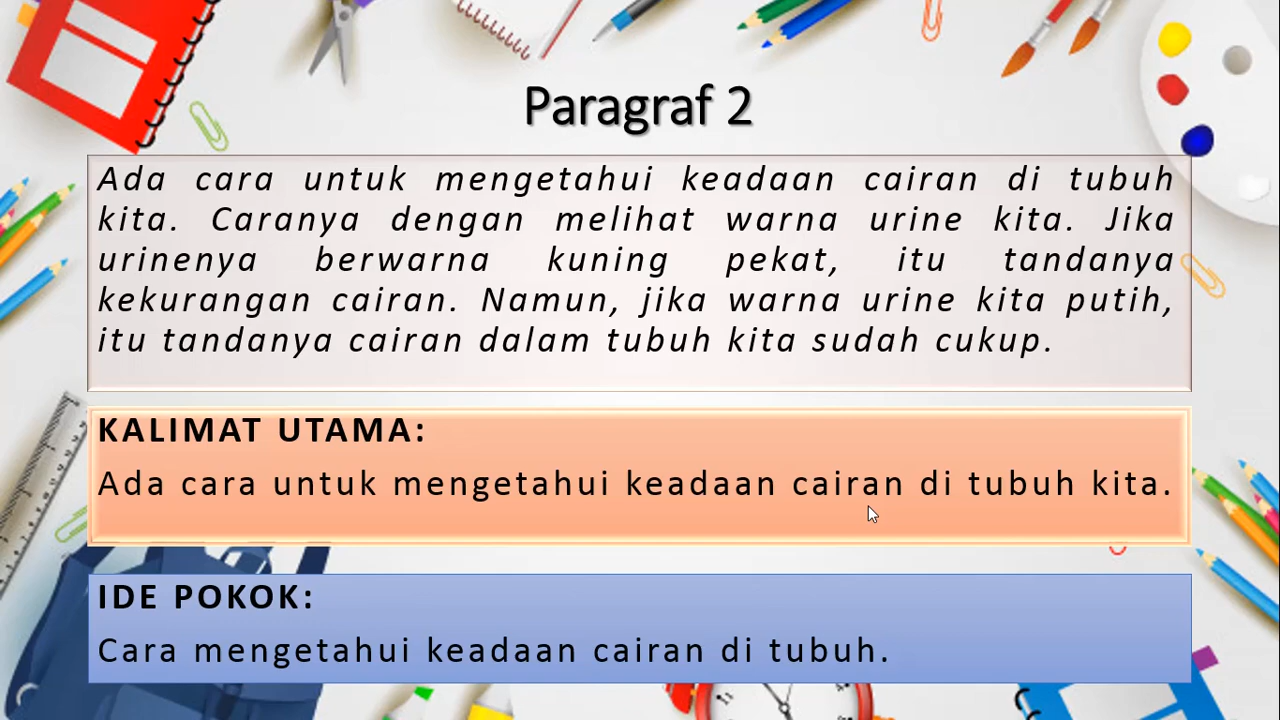 Paragraf 2
Ada cara untuk mengetahui keadaan cairan di tubuh
kita. Caranya dengan melihat warna urine kita. Jika
urinenya berwarna kuning pekat, itu tandanya
kekurangan cairan. Namun, jika warna urine kita putih,
itu tandanya cairan dalam tubuh kita sudah cukup.
KALIMAT UTAMA:
Ada cara untuk mengetahui keadaan cairan di tubuh kita.
IDE POKOK:
Cara mengetahui keadaan cairan di tubuh.